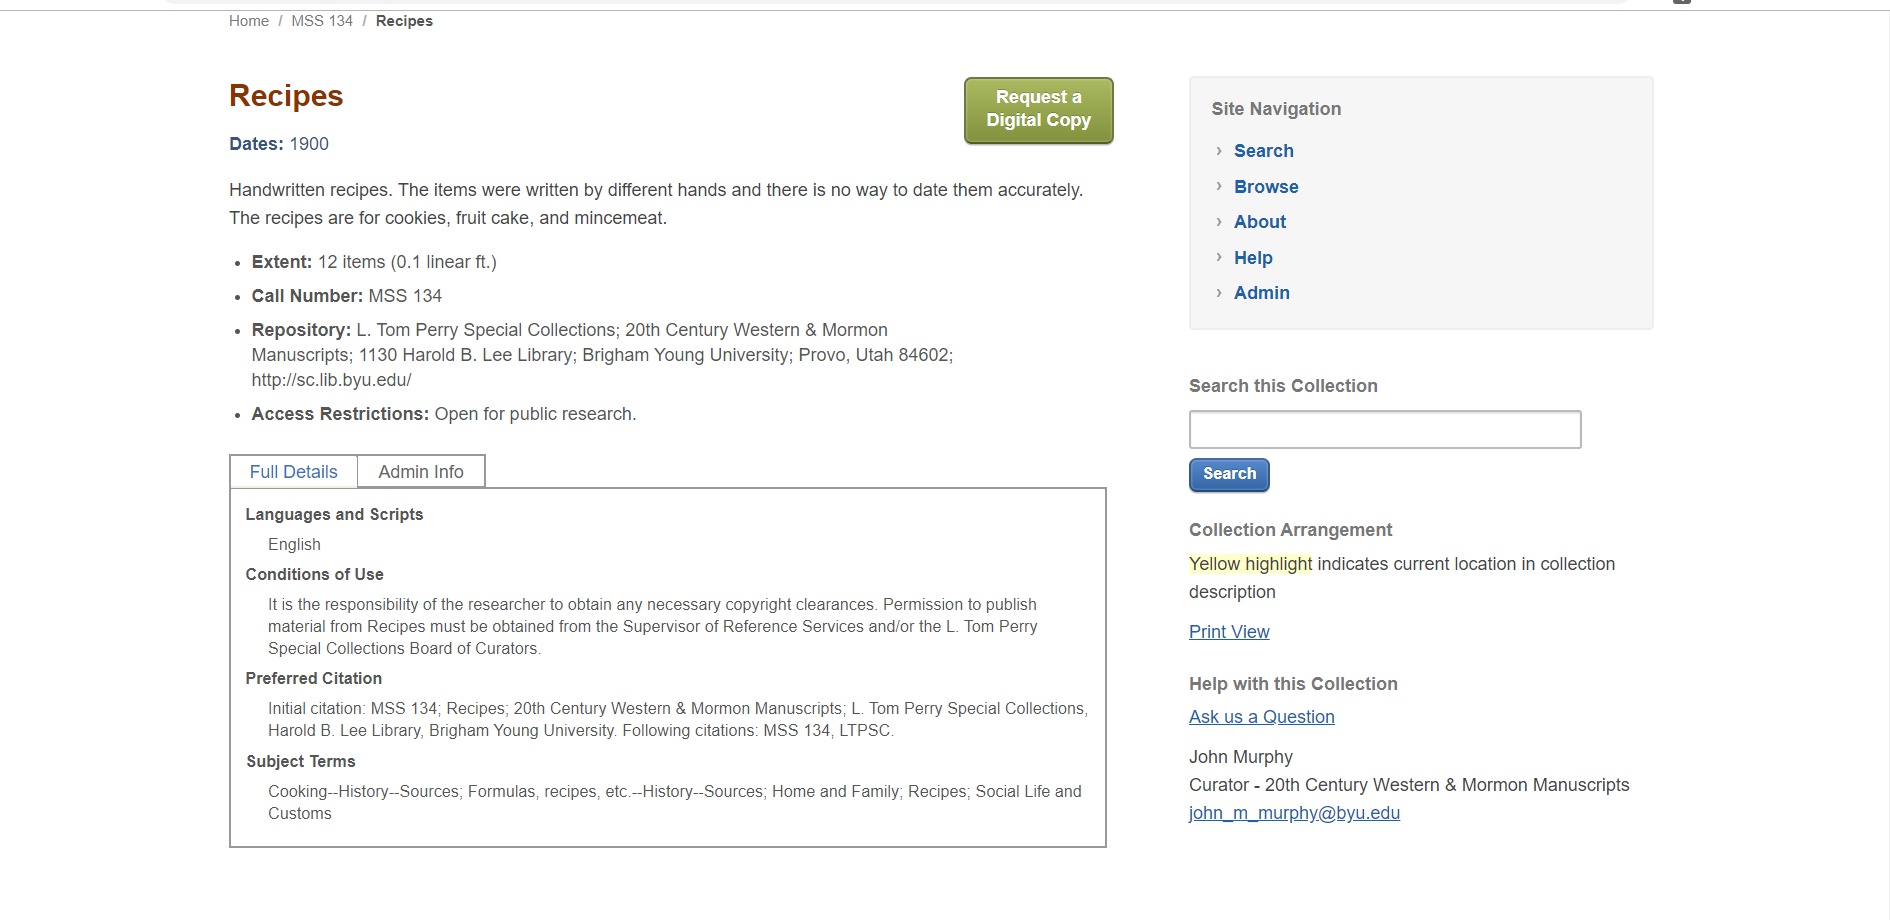 Home / MSS 134 / Recipes
Recipes
Request a
Digital Copy
Dates: 1900
Handwritten recipes. The items were written by different hands and there is no way to date them accurately.
The recipes are for cookies, fruit cake, and mincemeat.
• Extent: 12 items (0.1 linear ft.)
• Call Number: MSS 134
• Repository: L. Tom Perry Special Collections; 20th Century Western & Mormon
Manuscripts; 1130 Harold B. Lee Library; Brigham Young University; Provo, Utah 84602;
http://sc.lib.byu.edu/
• Access Restrictions: Open for public research.
Full Details
Admin Info
Languages and Scripts
English
Conditions of Use
It is the responsibility of the researcher to obtain any necessary copyright clearances. Permission to publish
material from Recipes must be obtained from the Supervisor of Reference Services and/or the L. Tom Perry
Special Collections Board of Curators.
Preferred Citation
Initial citation: MSS 134; Recipes; 20th Century Western & Mormon Manuscripts; L. Tom Perry Special Collections,
Harold B. Lee Library, Brigham Young University. Following citations: MSS 134, LTPSC.
Subject Terms
Cooking--History--Sources; Formulas, recipes, etc.--History--Sources; Home and Family; Recipes; Social Life and
Customs
Site Navigation
› Search
› Browse
› About
› Help
› Admin
Search this Collection
Search
Collection Arrangement
Yellow highlight indicates current location in collection
description
Print View
Help with this Collection
Ask us a Question
John Murphy
Curator - 20th Century Western & Mormon Manuscripts
john_m_murphy@byu.edu